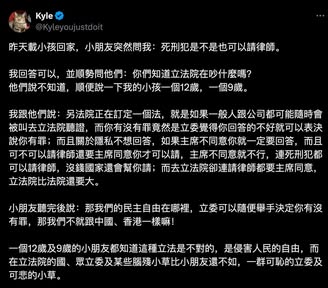 Kyle
@Kyleyoujustdoit
昨天載小孩回家，小朋友突然問我：死刑犯是不是也可以請律師。
我回答可以，並順勢問他們：你們知道立法院在吵什麼嗎？
他們說不知道，順便說一下我的小孩一個12歲，一個9歲。
我跟他們說：另法院正在訂定一個法，就是如果一般人跟公司都可能隨時會
被叫去立法院聽證，而你有沒有罪竟然是立委覺得你回答的不好就可以表決
說你有罪；而且關於隱私不想回答，如果主席不同意你就一定要回答，而且
可不可以請律師還要主席同意你才可以請，主席不同意就不行，連死刑犯都
可以請律師，沒錢國家還會幫你請；而去立法院卻連請律師都要主席同意，
立法院比法院還要大。
小朋友聽完後說：那我們的民主自由在哪裡，立委可以隨便舉手決定你有沒
有罪，那我們不就跟中國、香港一樣嘛！
一個12歲及9歲的小朋友都知道這種立法是不對的，是侵害人民的自由，而
在立法院的國、眾立委及某些腦殘小草比小朋友還不如，一群可恥的立委及
可悲的小草。